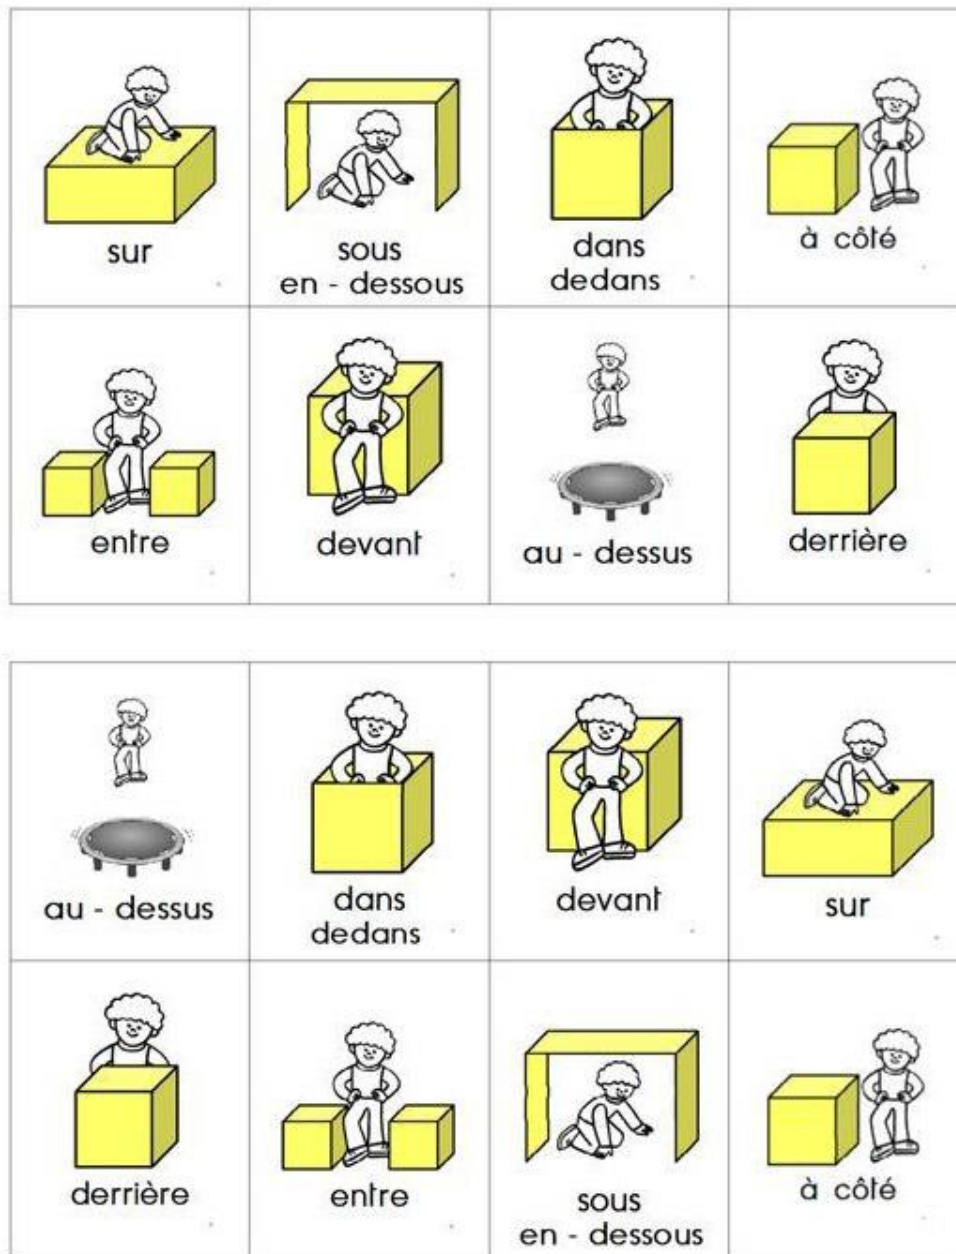 sur
sous
en - dessous
dans
dedans
à côté
entre
devant
au - dessus
derrière
au - dessus
dans
dedans
devant
sur
derrière
entre
sous
en - dessous
à côté